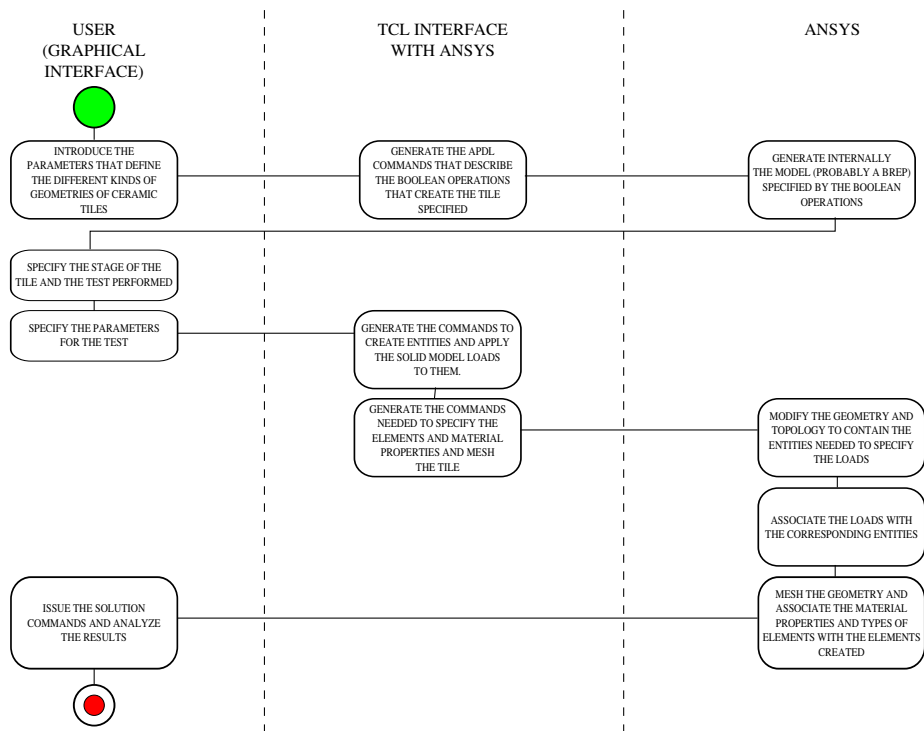 USER
(GRAPHICAL
INTERFACE)
TCL INTERFACE
WITH ANSYS
ANSYS
INTRODUCE THE
PARAMETERS THAT DEFINE
THE DIFFERENT KINDS OF
GEOMETRIES OF CERAMIC
TILES
GENERATE THE APDL
COMMANDS THAT DESCRIBE
THE BOOLEAN OPERATIONS
THAT CREATE THE TILE
SPECIFIED
GENERATE INTERNALLY
THE MODEL (PROBABLY A BREP)
SPECIFIED BY THE BOOLEAN
OPERATIONS
SPECIFY THE STAGE OF THE
TILE AND THE TEST PERFORMED
SPECIFY THE PARAMETERS
FOR THE TEST
GENERATE THE COMMANDS TO
CREATE ENTITIES AND APPLY
THE SOLID MODEL LOADS
TO THEM.
GENERATE THE COMMANDS
NEEDED TO SPECIFY THE
ELEMENTS AND MATERIAL
PROPERTIES AND MESH
THE TILE
MODIFY THE GEOMETRY AND
TOPOLOGY TO CONTAIN THE
ENTITIES NEEDED TO SPECIFY
THE LOADS
ASSOCIATE THE LOADS WITH
THE CORRESPONDING ENTITIES
ISSUE THE SOLUTION
COMMANDS AND ANALYZE
THE RESULTS
MESH THE GEOMETRY AND
ASSOCIATE THE MATERIAL
PROPERTIES AND TYPES OF
ELEMENTS WITH THE ELEMENTS
CREATED